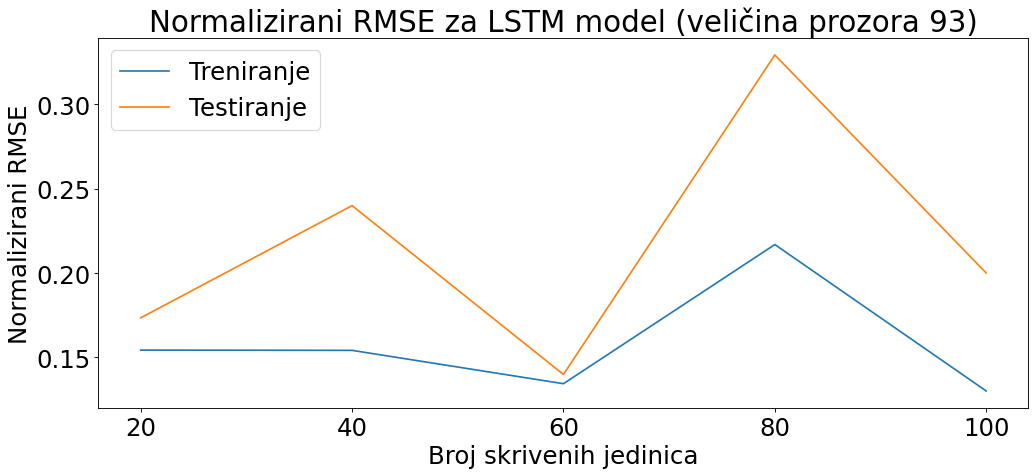 Normalizirani RMSE za LSTM model (veličina prozora 93)
Treniranje
Testiranje
Normalizirani RMSE
0.30
0.25
0.20
0.15
20 40 60 80 100
Broj skrivenih jedinica